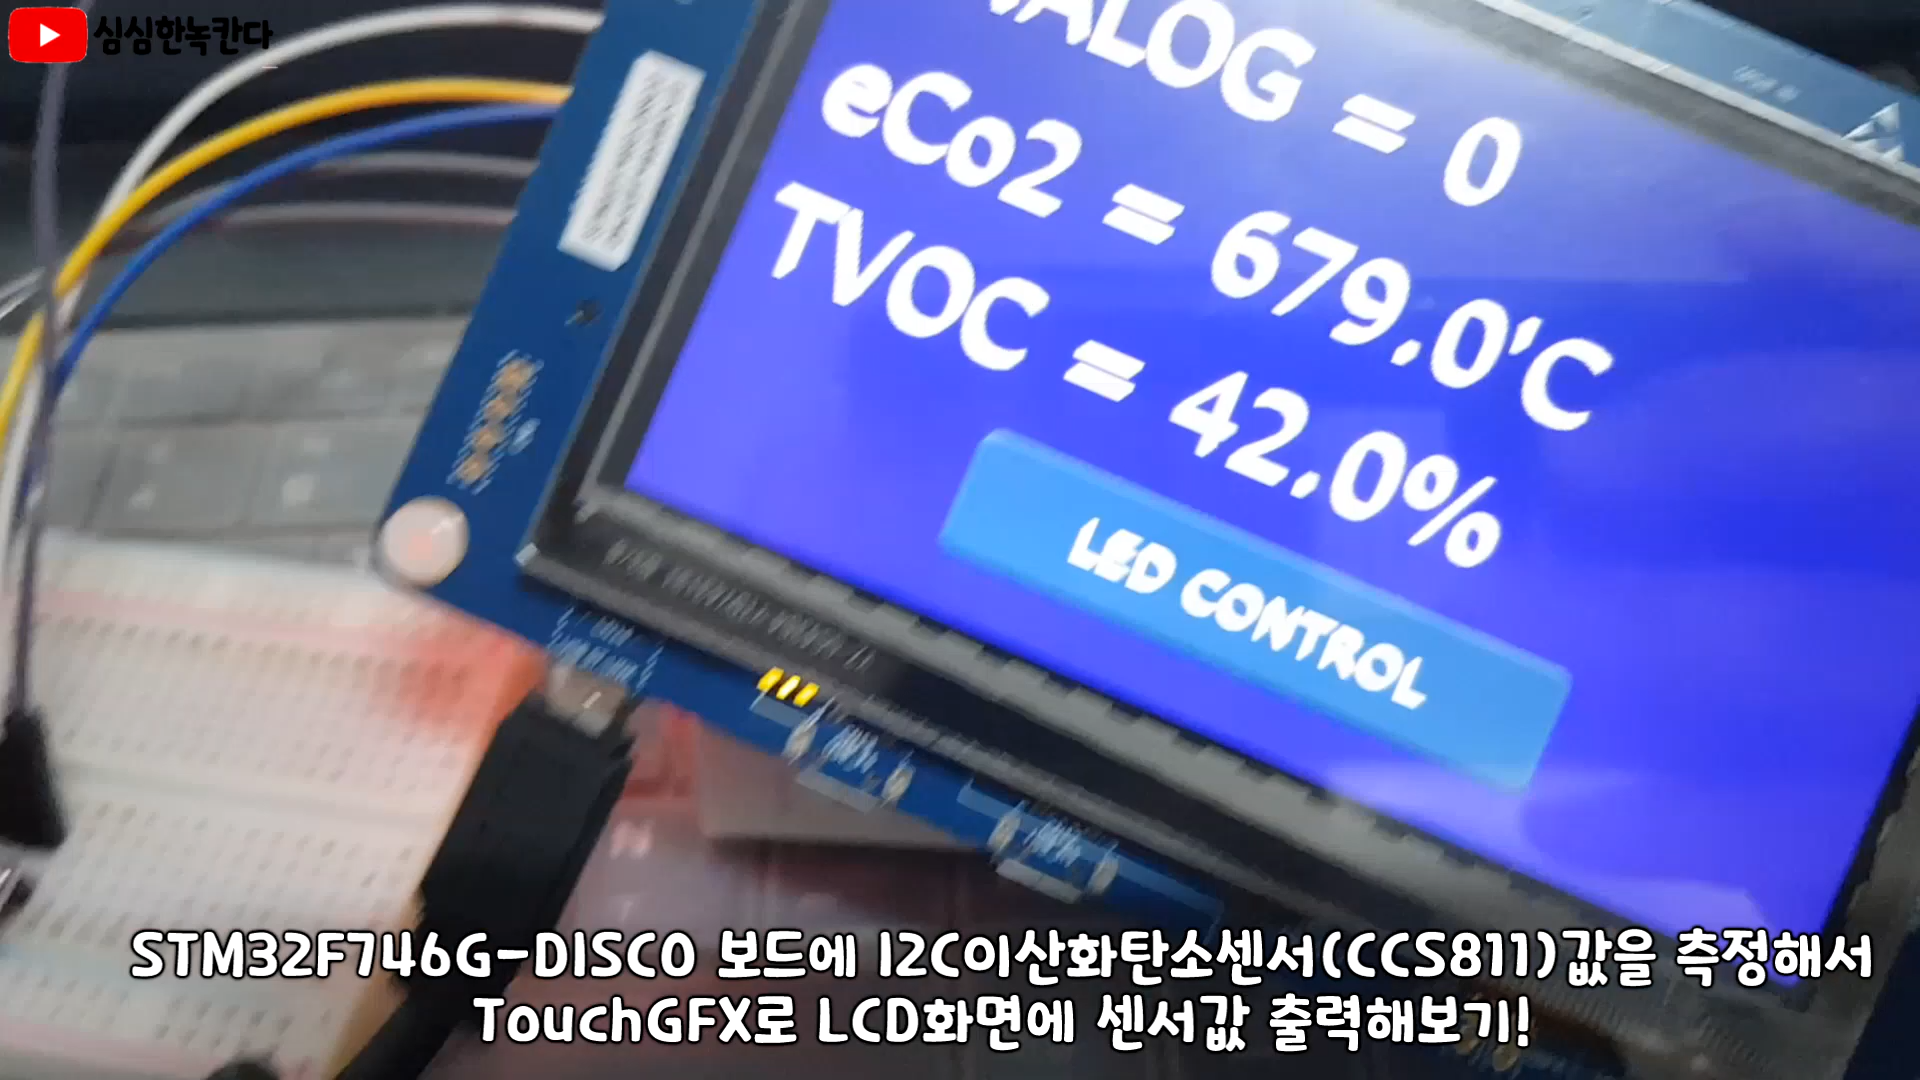 심심한녹칸다
ANALOG = 0
eCo2 = 679.0'C
TVOC = 42.0%
LED CONTROL
STM32F746G-DISCO 보드에 I2C이산화탄소센서(CCS811)값을 측정해서
TouchGFX로 LCD화면에 센서값 출력해보기!